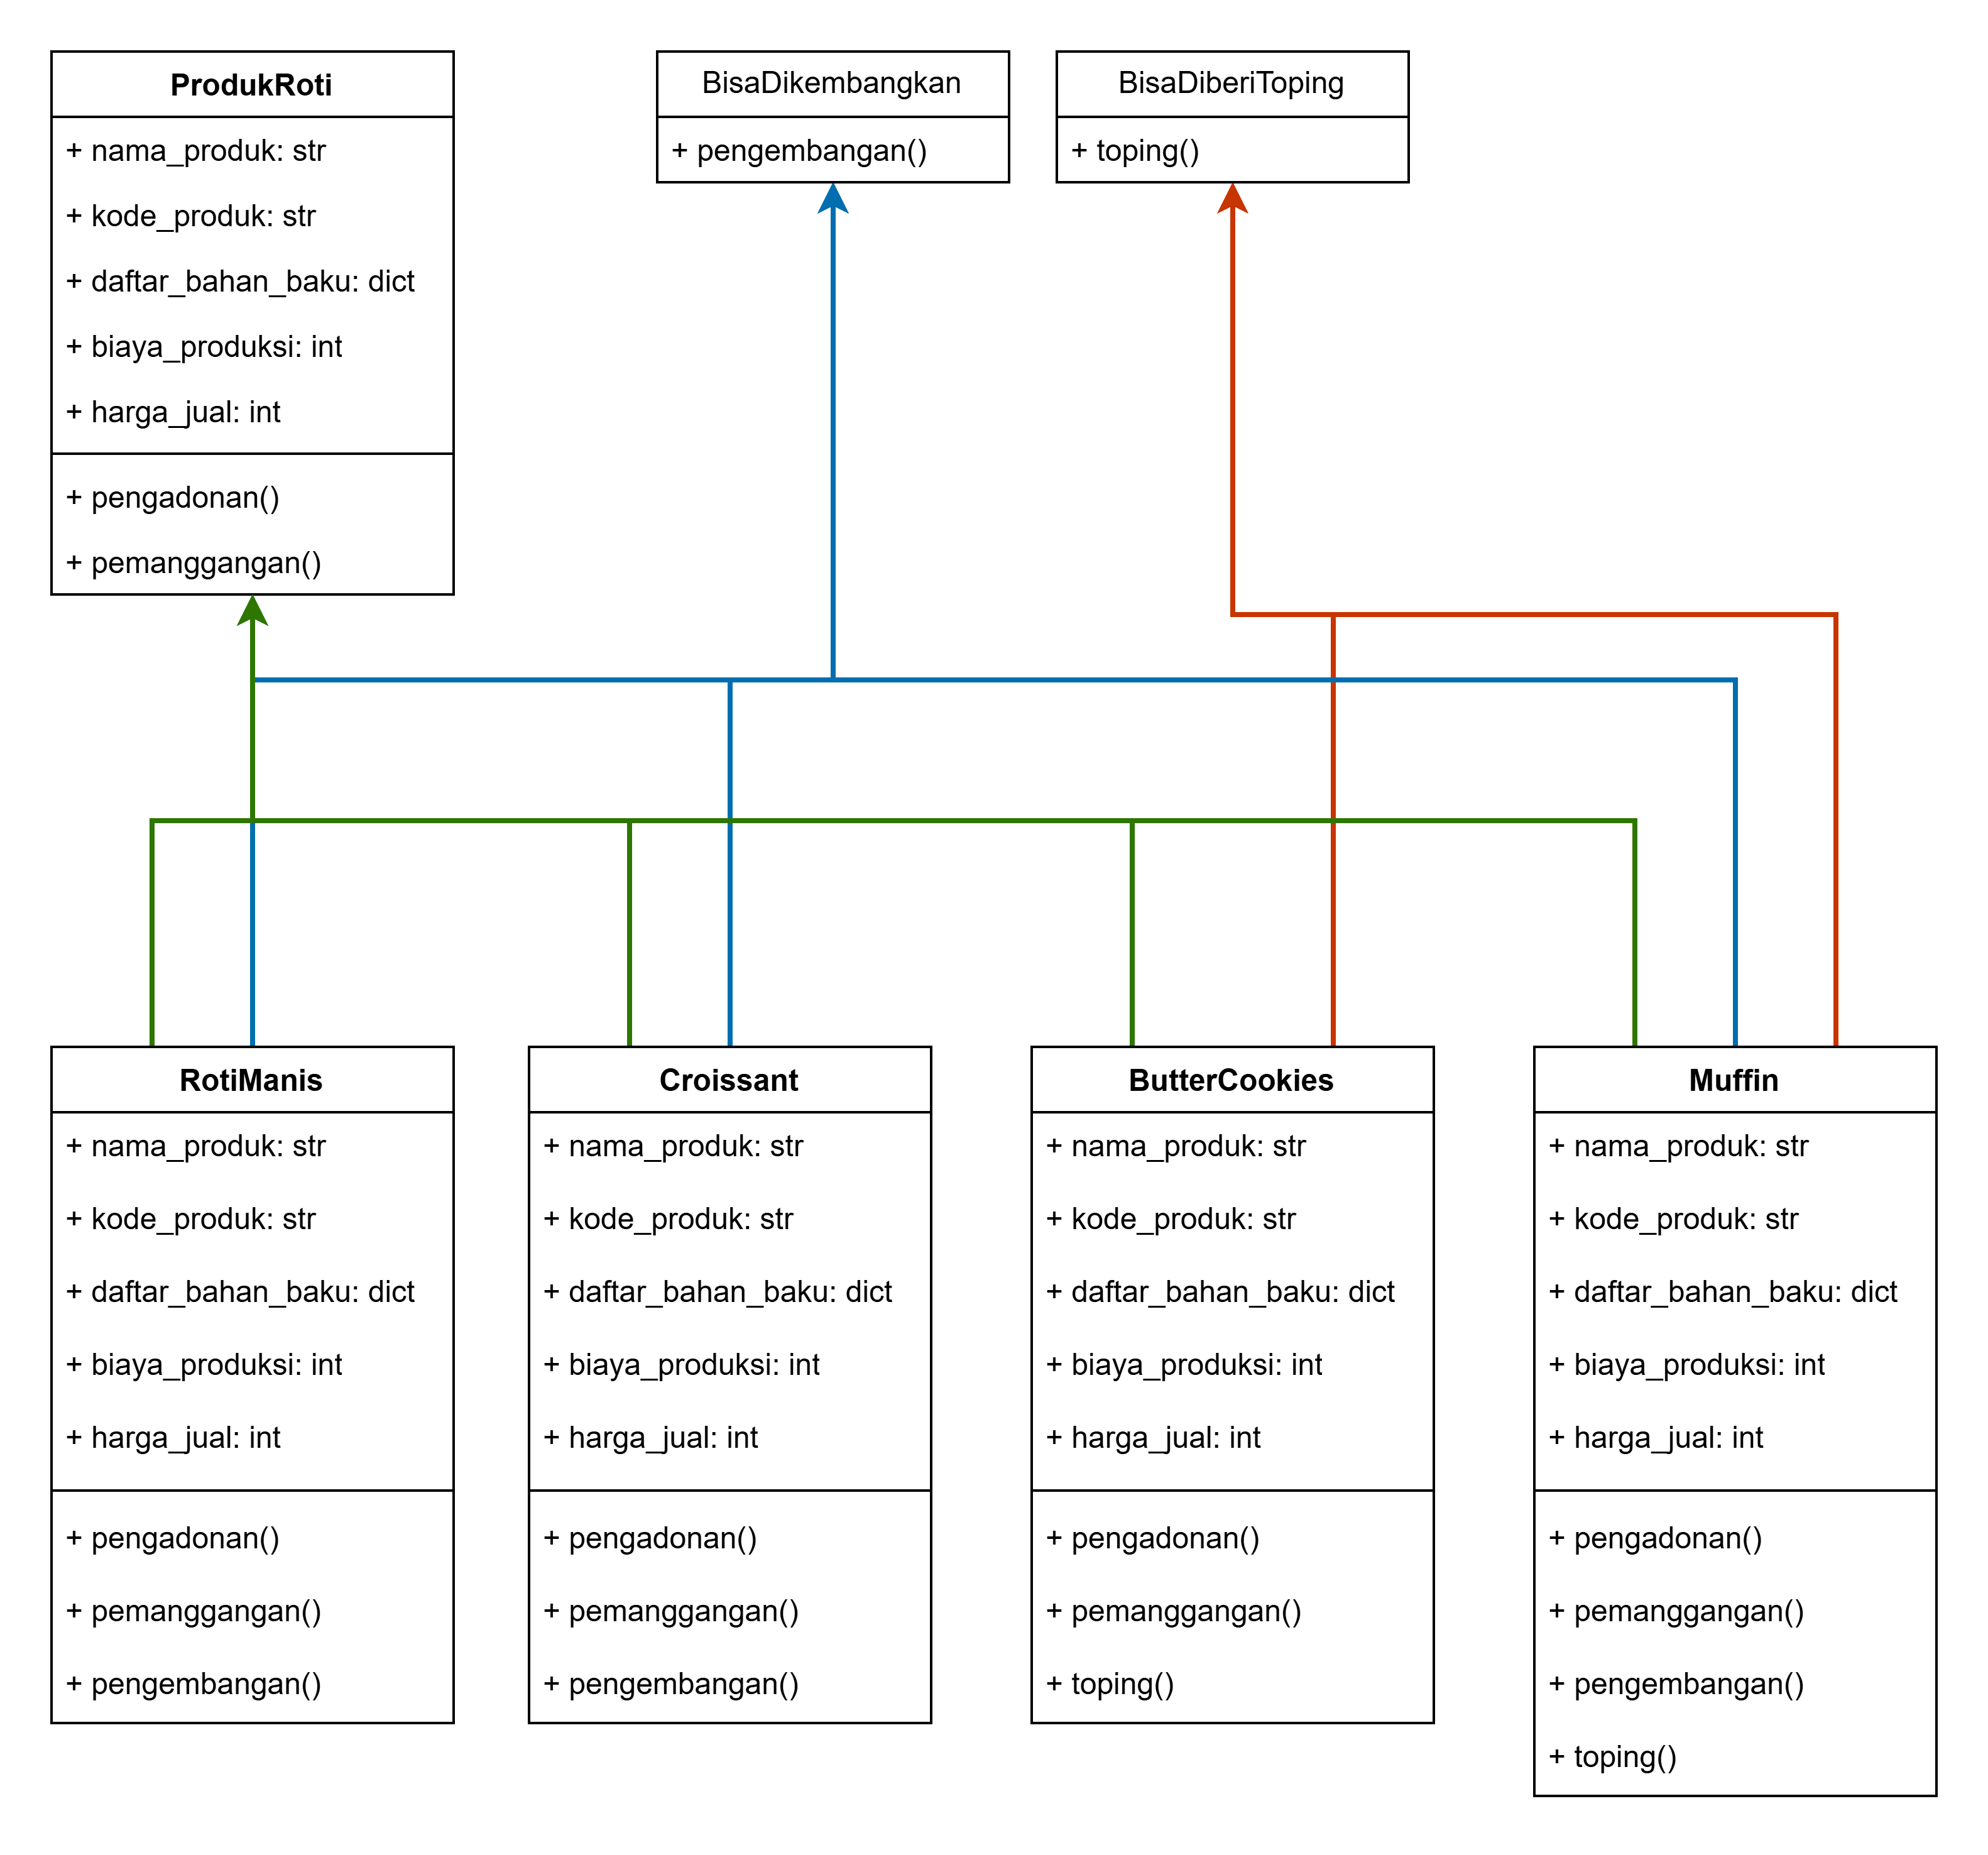 ProdukRoti
+ nama_produk: str
+ kode_produk: str
+ daftar_bahan_baku: dict
+ biaya_produksi: int
+ harga_jual: int
+ pengadonan()
+ pemanggangan()
BisaDikembangkan
+ pengembangan()
BisaDiberiToping
+ toping()
RotiManis
+ nama_produk: str
+ kode_produk: str
+ daftar_bahan_baku: dict
+ biaya_produksi: int
+ harga_jual: int
+ pengadonan()
+ pemanggangan()
+ pengembangan()
Croissant
+ nama_produk: str
+ kode_produk: str
+ daftar_bahan_baku: dict
+ biaya_produksi: int
+ harga_jual: int
+ pengadonan()
+ pemanggangan()
+ pengembangan()
ButterCookies
+ nama_produk: str
+ kode_produk: str
+ daftar_bahan_baku: dict
+ biaya_produksi: int
+ harga_jual: int
+ pengadonan()
+ pemanggangan()
+ toping()
Muffin
+ nama_produk: str
+ kode_produk: str
+ daftar_bahan_baku: dict
+ biaya_produksi: int
+ harga_jual: int
+ pengadonan()
+ pemanggangan()
+ pengembangan()
+ toping()